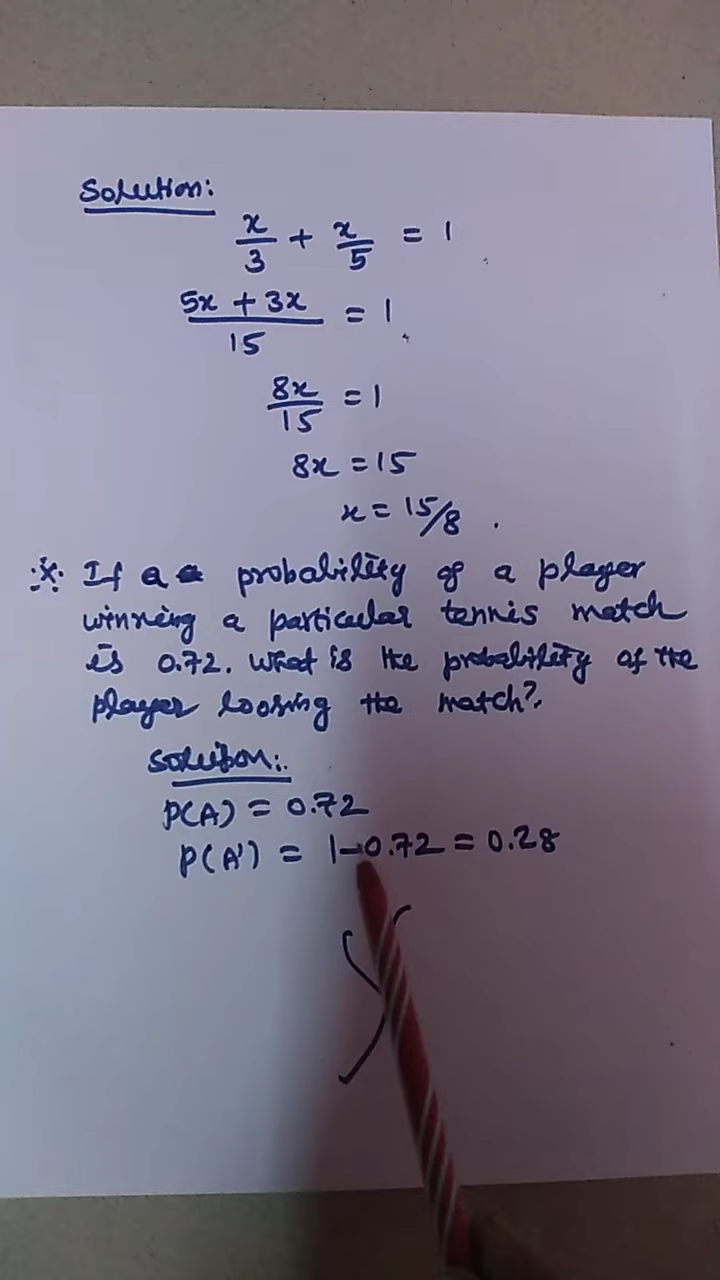 Solution:
x/3 + x/5 = 1
5x + 3x/15 = 1
8x/15 = 1
8x = 15
x = 15/8 .
If a probability of a player
winning a particular tennis match
is 0.72. What is the probability of the
player loosing the match?
Solution:
P(A) = 0.72
P(A') = 1-0.72 = 0.28